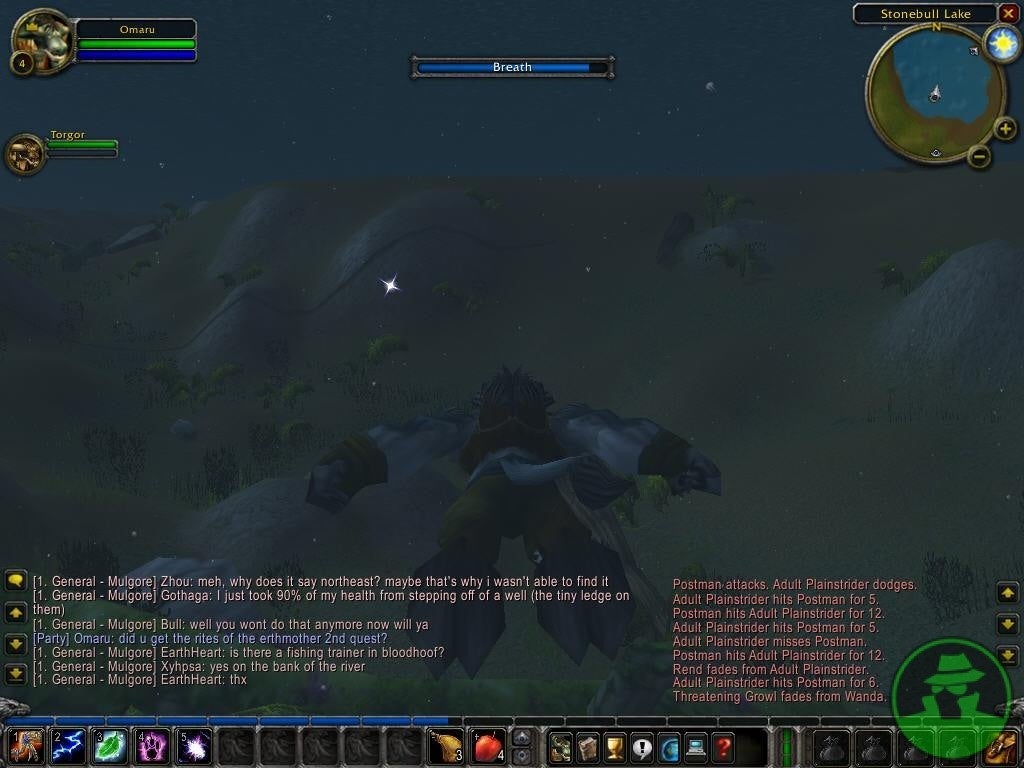 Omaru
4
Breath
Stonebull Lake
N
Torgor
[1. General - Mulgore] Zhou: meh, why does it say northeast? maybe that's why i wasn't able to find it
[1. General - Mulgore] Gothaga: I just took 90% of my health from stepping off of a well (the tiny ledge on
them)
[1. General - Mulgore] Bull: well you wont do that anymore now will ya
[Party] Omaru: did u get the rites of the erthmother 2nd quest?
[1. General - Mulgore] EarthHeart: is there a fishing trainer in bloodhoof?
[1. General - Mulgore] Xyhpsa: yes on the bank of the river
[1. General - Mulgore] EarthHeart: thx
Postman attacks. Adult Plainstrider dodges.
Adult Plainstrider hits Postman for 5.
Postman hits Adult Plainstrider for 12.
Adult Plainstrider hits Postman for 5.
Adult Plainstrider misses Postman.
Postman hits Adult Plainstrider for 12.
Rend fades from Adult Plainstrider.
Adult Plainstrider hits Postman for 6.
Threatening Growl fades from Wanda.
1 2 3 4 5 3 4